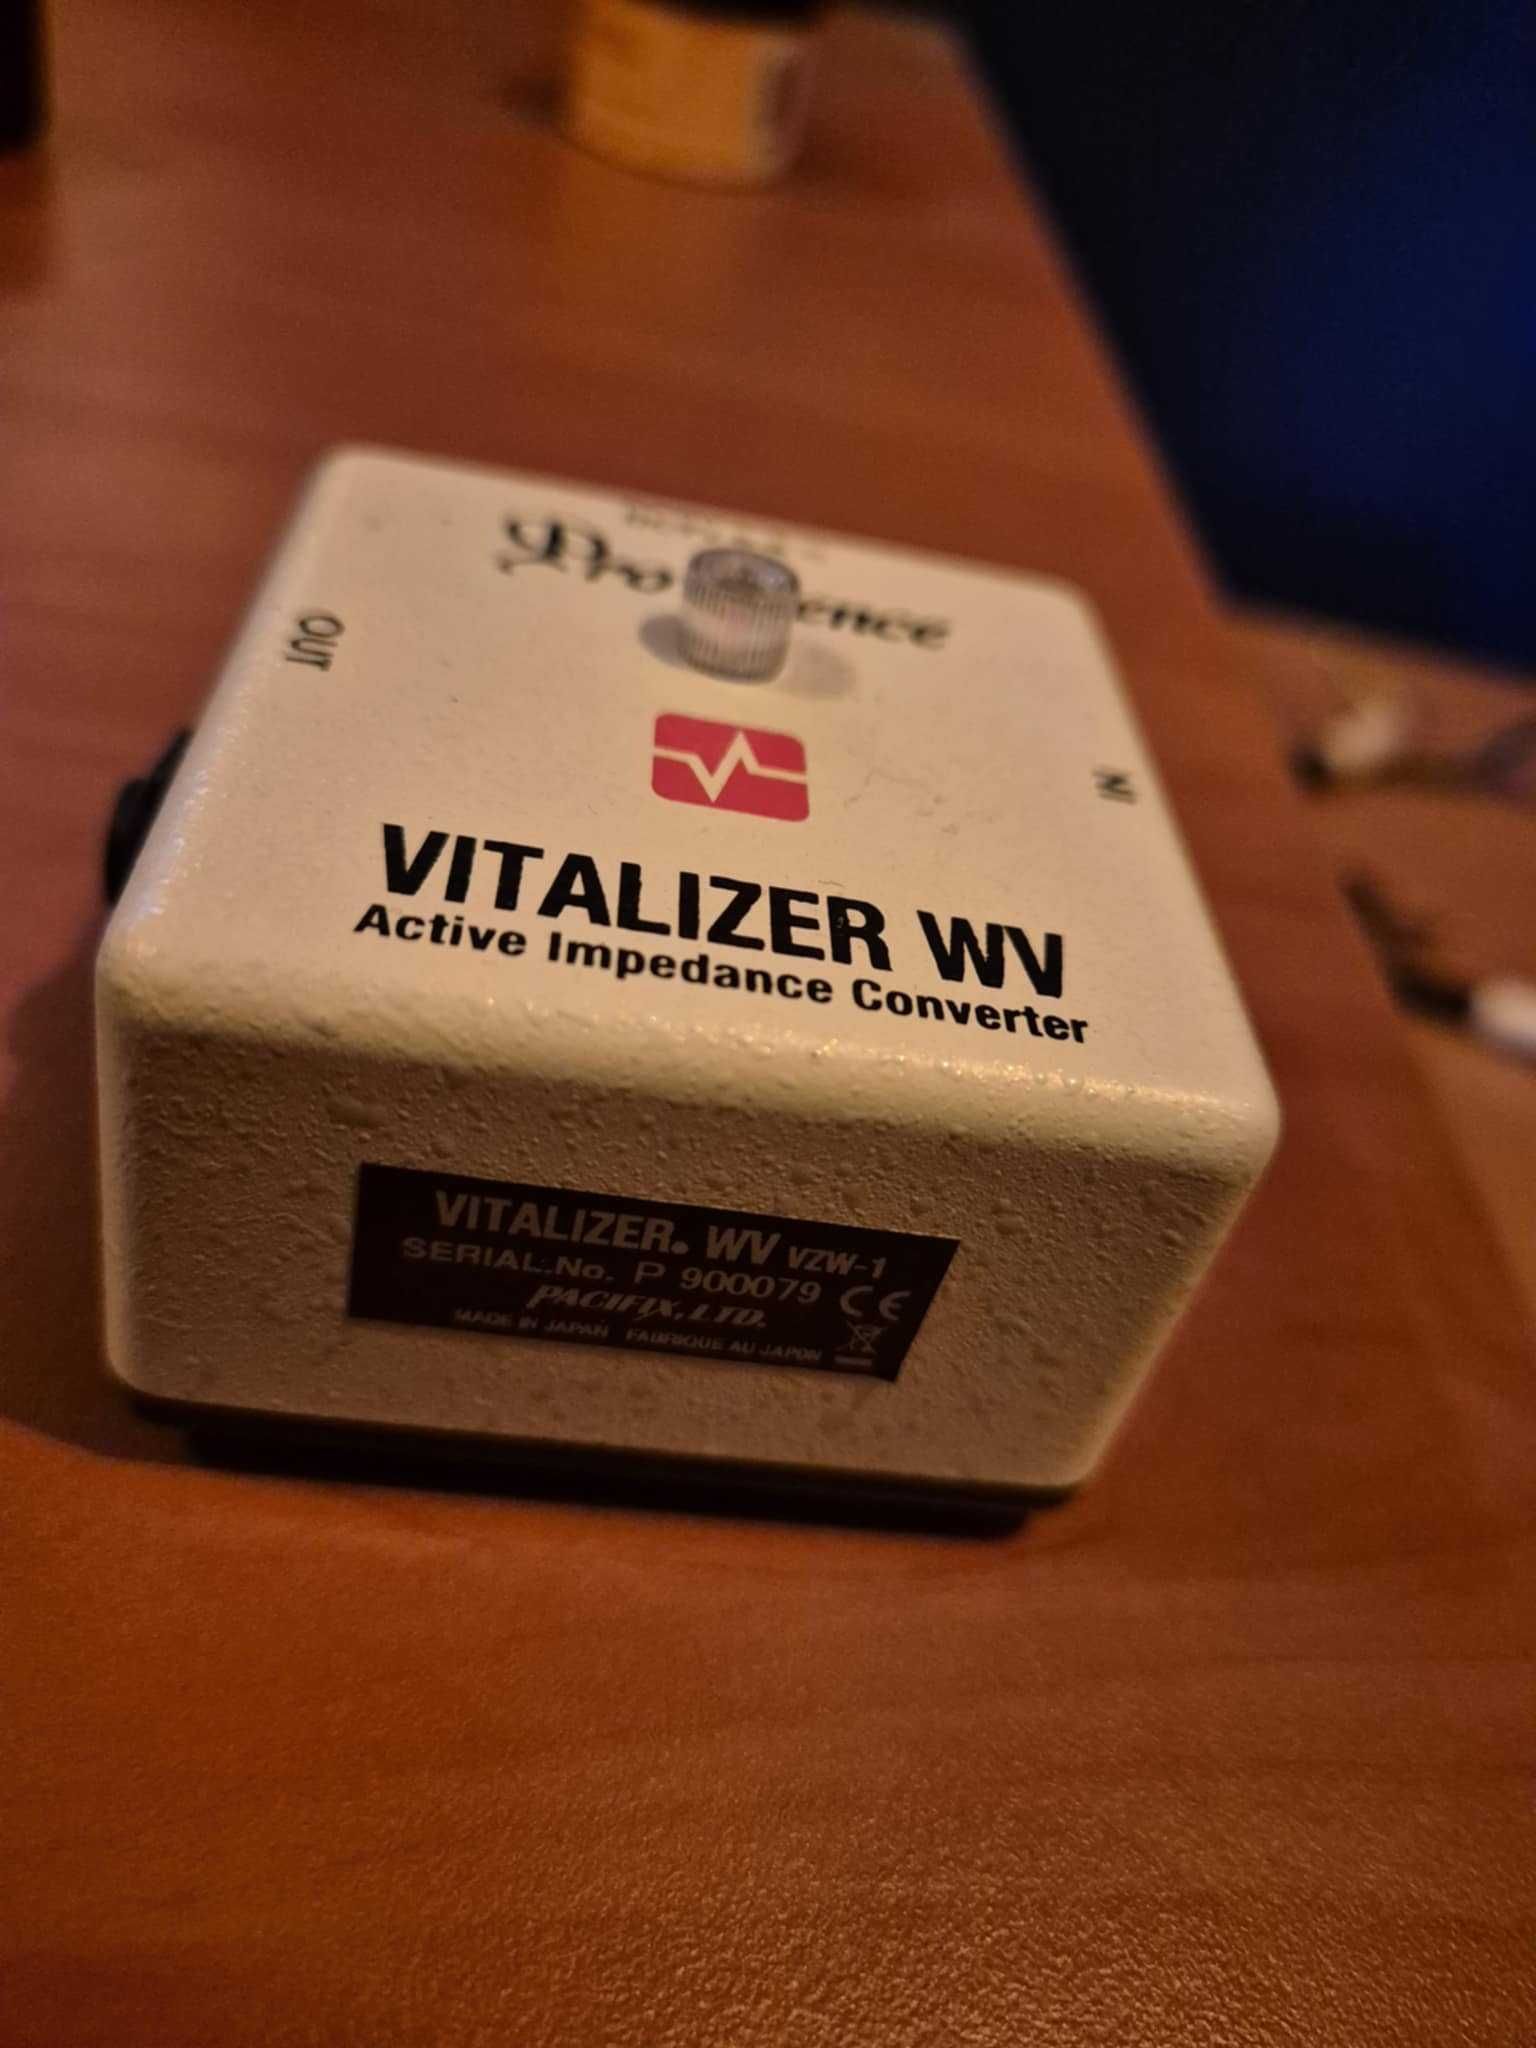 OUT
IN
VITALIZER WV
Active Impedance Converter
VITALIZER. WV VZW-1
SERIAL.No. P 900079
PACIFIX, LTD.
MADE IN JAPAN FABRIQUE AU JAPON
CE